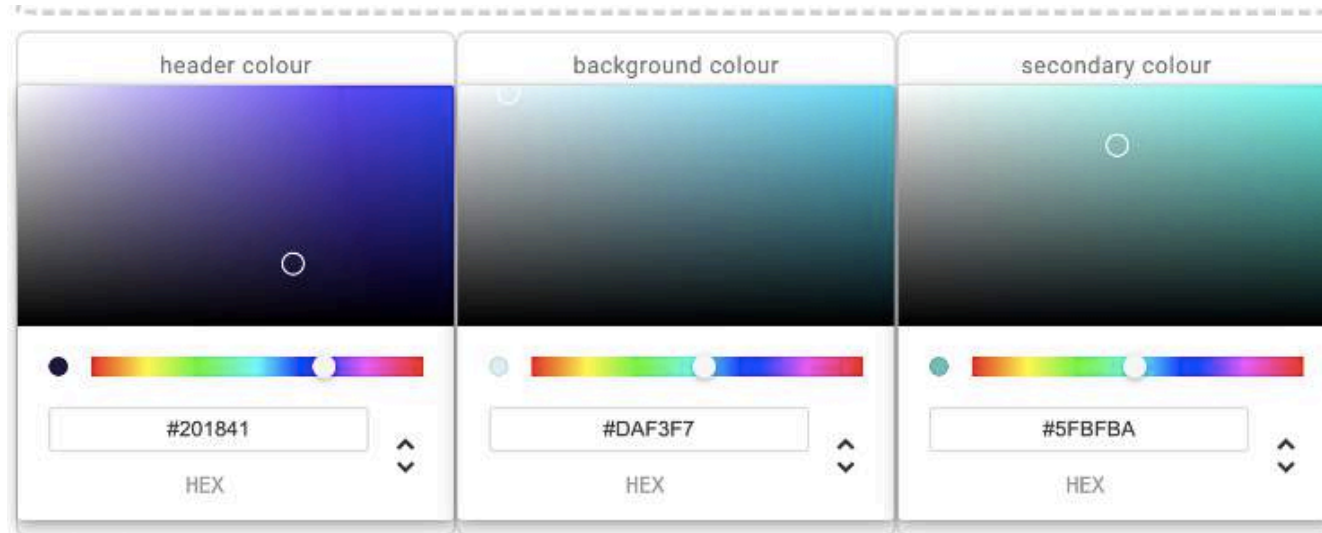 header colour
background colour
secondary colour
#201841
#DAF3F7
#5FBFBA
HEX
HEX
HEX